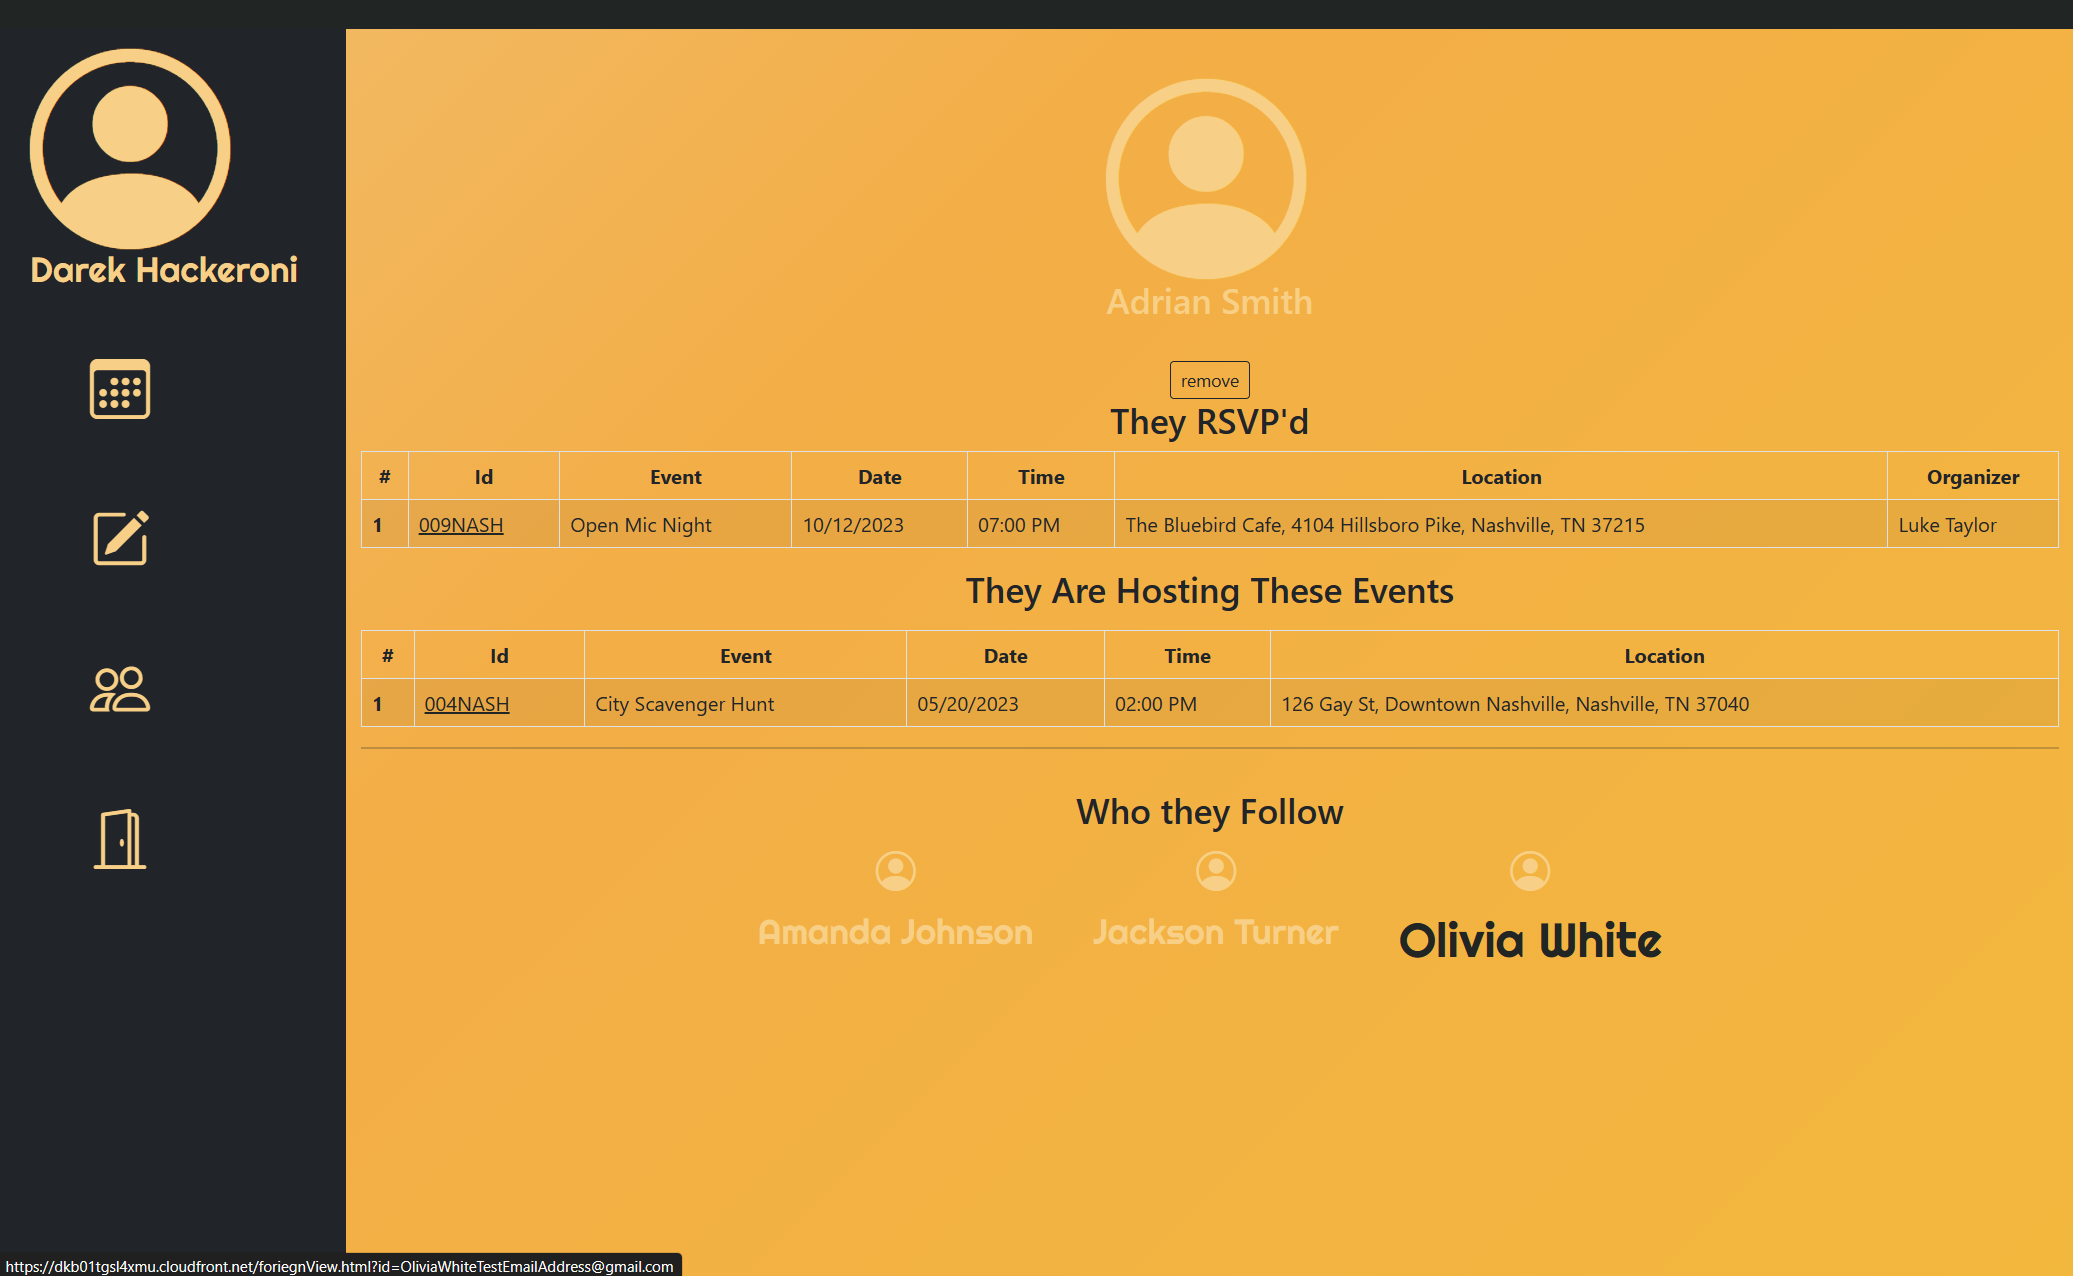 Darek Hackeroni
Adrian Smith
remove
They RSVP'd
# Id Event Date Time Location Organizer
1 009NASH Open Mic Night 10/12/2023 07:00 PM The Bluebird Cafe, 4104 Hillsboro Pike, Nashville, TN 37215 Luke Taylor
They Are Hosting These Events
# Id Event Date Time Location
1 004NASH City Scavenger Hunt 05/20/2023 02:00 PM 126 Gay St, Downtown Nashville, Nashville, TN 37040
Who they Follow
Amanda Johnson Jackson Turner Olivia White
https://dkb01tgsl4xmu.cloudfront.net/foriegnView.html?id=OliviaWhiteTestEmailAddress@gmail.com